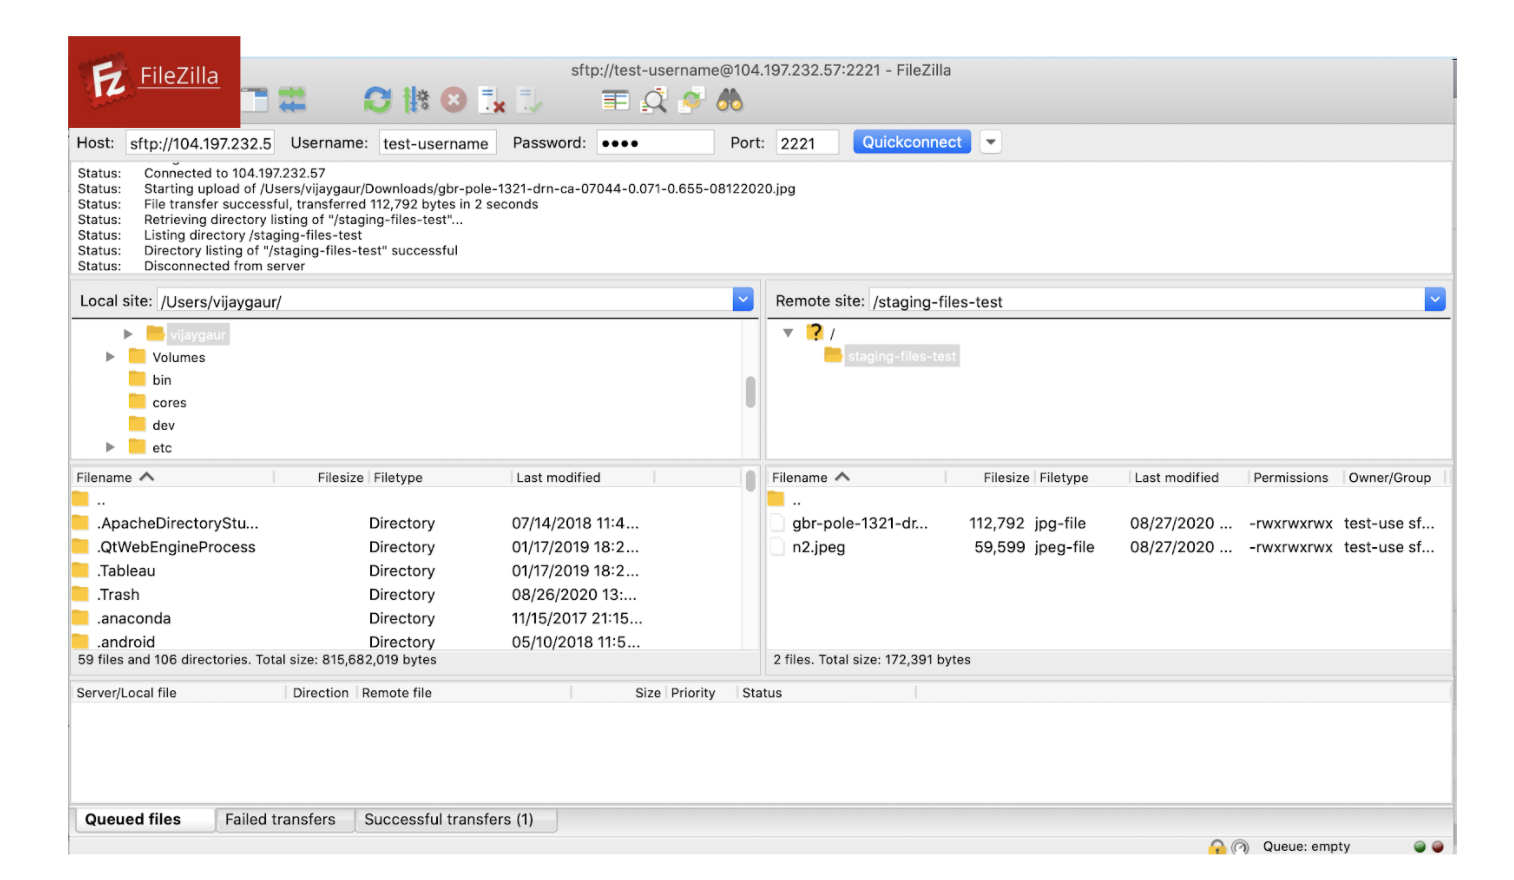 FileZilla
sftp://test-username@104.197.232.57:2221 - FileZilla
Host: sftp://104.197.232.5 Username: test-username Password: •••• Port: 2221 Quickconnect
Status: Connected to 104.197.232.57
Status: Starting upload of /Users/vijaygaur/Downloads/gbr-pole-1321-drn-ca-07044-0.071-0.655-08122020.jpg
Status: File transfer successful, transferred 112,792 bytes in 2 seconds
Status: Retrieving directory listing of "/staging-files-test"...
Status: Listing directory /staging-files-test
Status: Directory listing of "/staging-files-test" successful
Status: Disconnected from server
Local site: /Users/vijaygaur/
vijaygaur
Volumes
bin
cores
dev
etc
Remote site: /staging-files-test
/
staging-files-test
Filename Filesize Filetype Last modified
..
.ApacheDirectoryStu... Directory 07/14/2018 11:4...
.QtWebEngineProcess Directory 01/17/2019 18:2...
.Tableau Directory 01/17/2019 18:2...
.Trash Directory 08/26/2020 13:...
.anaconda Directory 11/15/2017 21:15...
.android Directory 05/10/2018 11:5...
59 files and 106 directories. Total size: 815,682,019 bytes
Filename Filesize Filetype Last modified Permissions Owner/Group
..
gbr-pole-1321-dr... 112,792 jpg-file 08/27/2020 ... -rwxrwxrwx test-use sf...
n2.jpeg 59,599 jpeg-file 08/27/2020 ... -rwxrwxrwx test-use sf...
2 files. Total size: 172,391 bytes
Server/Local file Direction Remote file Size Priority Status
Queued files Failed transfers Successful transfers (1)
Queue: empty